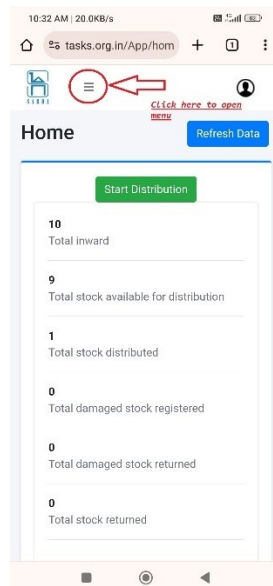 10:32 AM | 20.0KB/s
tasks.org.in/App/hom
1
Click here to open
menu
Home
Refresh Data
Start Distribution
10
Total inward
9
Total stock available for distribution
1
Total stock distributed
0
Total damaged stock registered
0
Total damaged stock returned
0
Total stock returned